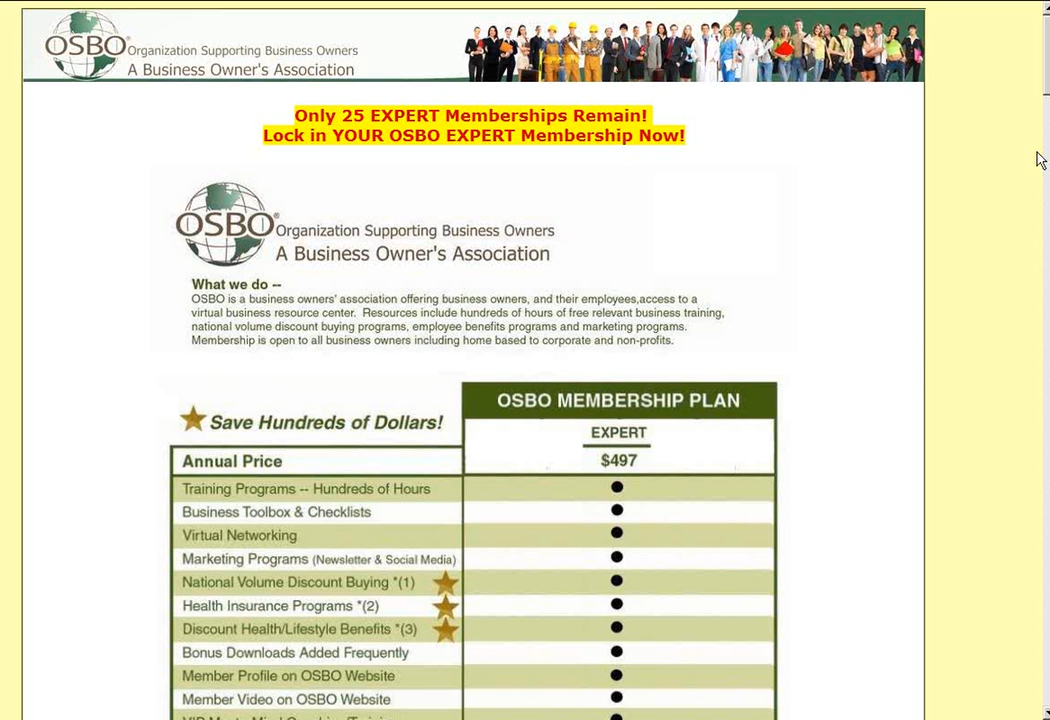 OSBO Organization Supporting Business Owners
A Business Owner's Association
Only 25 EXPERT Memberships Remain!
Lock in YOUR OSBO EXPERT Membership Now!
OSBO® Organization Supporting Business Owners
A Business Owner's Association
What we do --
OSBO is a business owners' association offering business owners, and their employees,access to a
virtual business resource center. Resources include hundreds of hours of free relevant business training,
national volume discount buying programs, employee benefits programs and marketing programs.
Membership is open to all business owners including home based to corporate and non-profits.
OSBO MEMBERSHIP PLAN
Save Hundreds of Dollars!
EXPERT
Annual Price $497
Training Programs -- Hundreds of Hours
Business Toolbox & Checklists
Virtual Networking
Marketing Programs (Newsletter & Social Media)
National Volume Discount Buying *(1)
Health Insurance Programs *(2)
Discount Health/Lifestyle Benefits *(3)
Bonus Downloads Added Frequently
Member Profile on OSBO Website
Member Video on OSBO Website